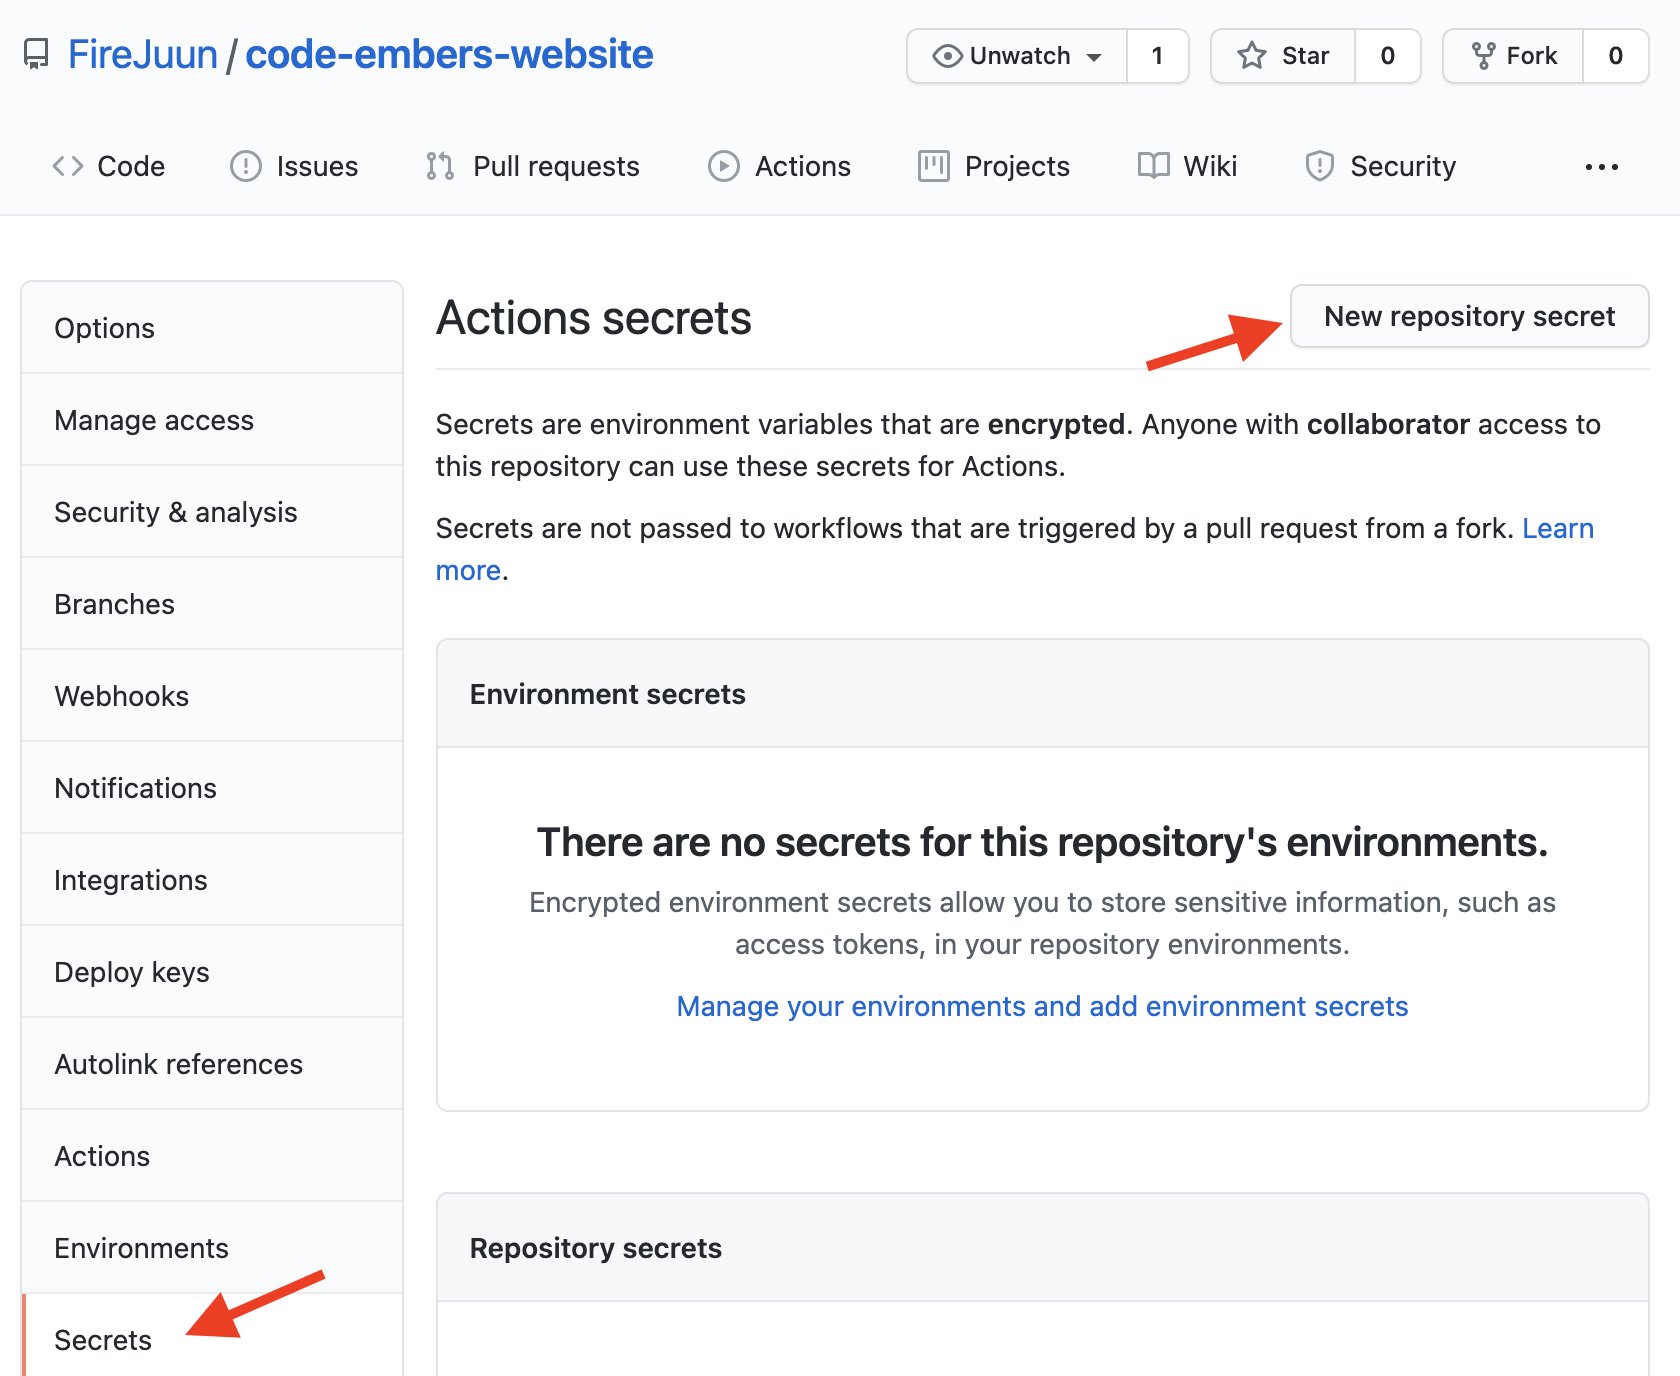 FireJuun / code-embers-website
Unwatch 1
Star 0
Fork 0
Code
Issues
Pull requests
Actions
Projects
Wiki
Security
Options
Manage access
Security & analysis
Branches
Webhooks
Notifications
Integrations
Deploy keys
Autolink references
Actions
Environments
Secrets
Actions secrets
New repository secret
Secrets are environment variables that are encrypted. Anyone with collaborator access to
this repository can use these secrets for Actions.
Secrets are not passed to workflows that are triggered by a pull request from a fork. Learn
more.
Environment secrets
There are no secrets for this repository's environments.
Encrypted environment secrets allow you to store sensitive information, such as
access tokens, in your repository environments.
Manage your environments and add environment secrets
Repository secrets